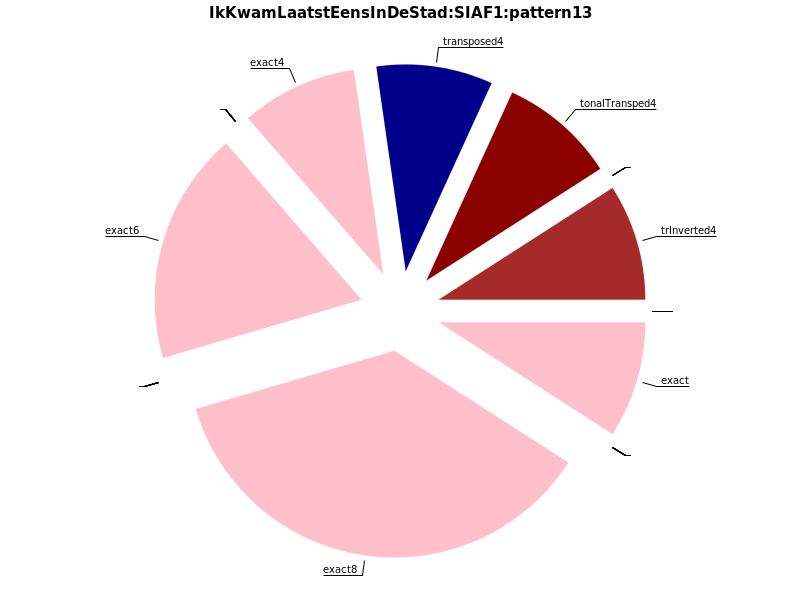 IkKwamLaatstEensInDeStad:SIAF1:pattern13
transposed4
exact4
tonalTransped4
exact6
trInverted4
exact
exact8